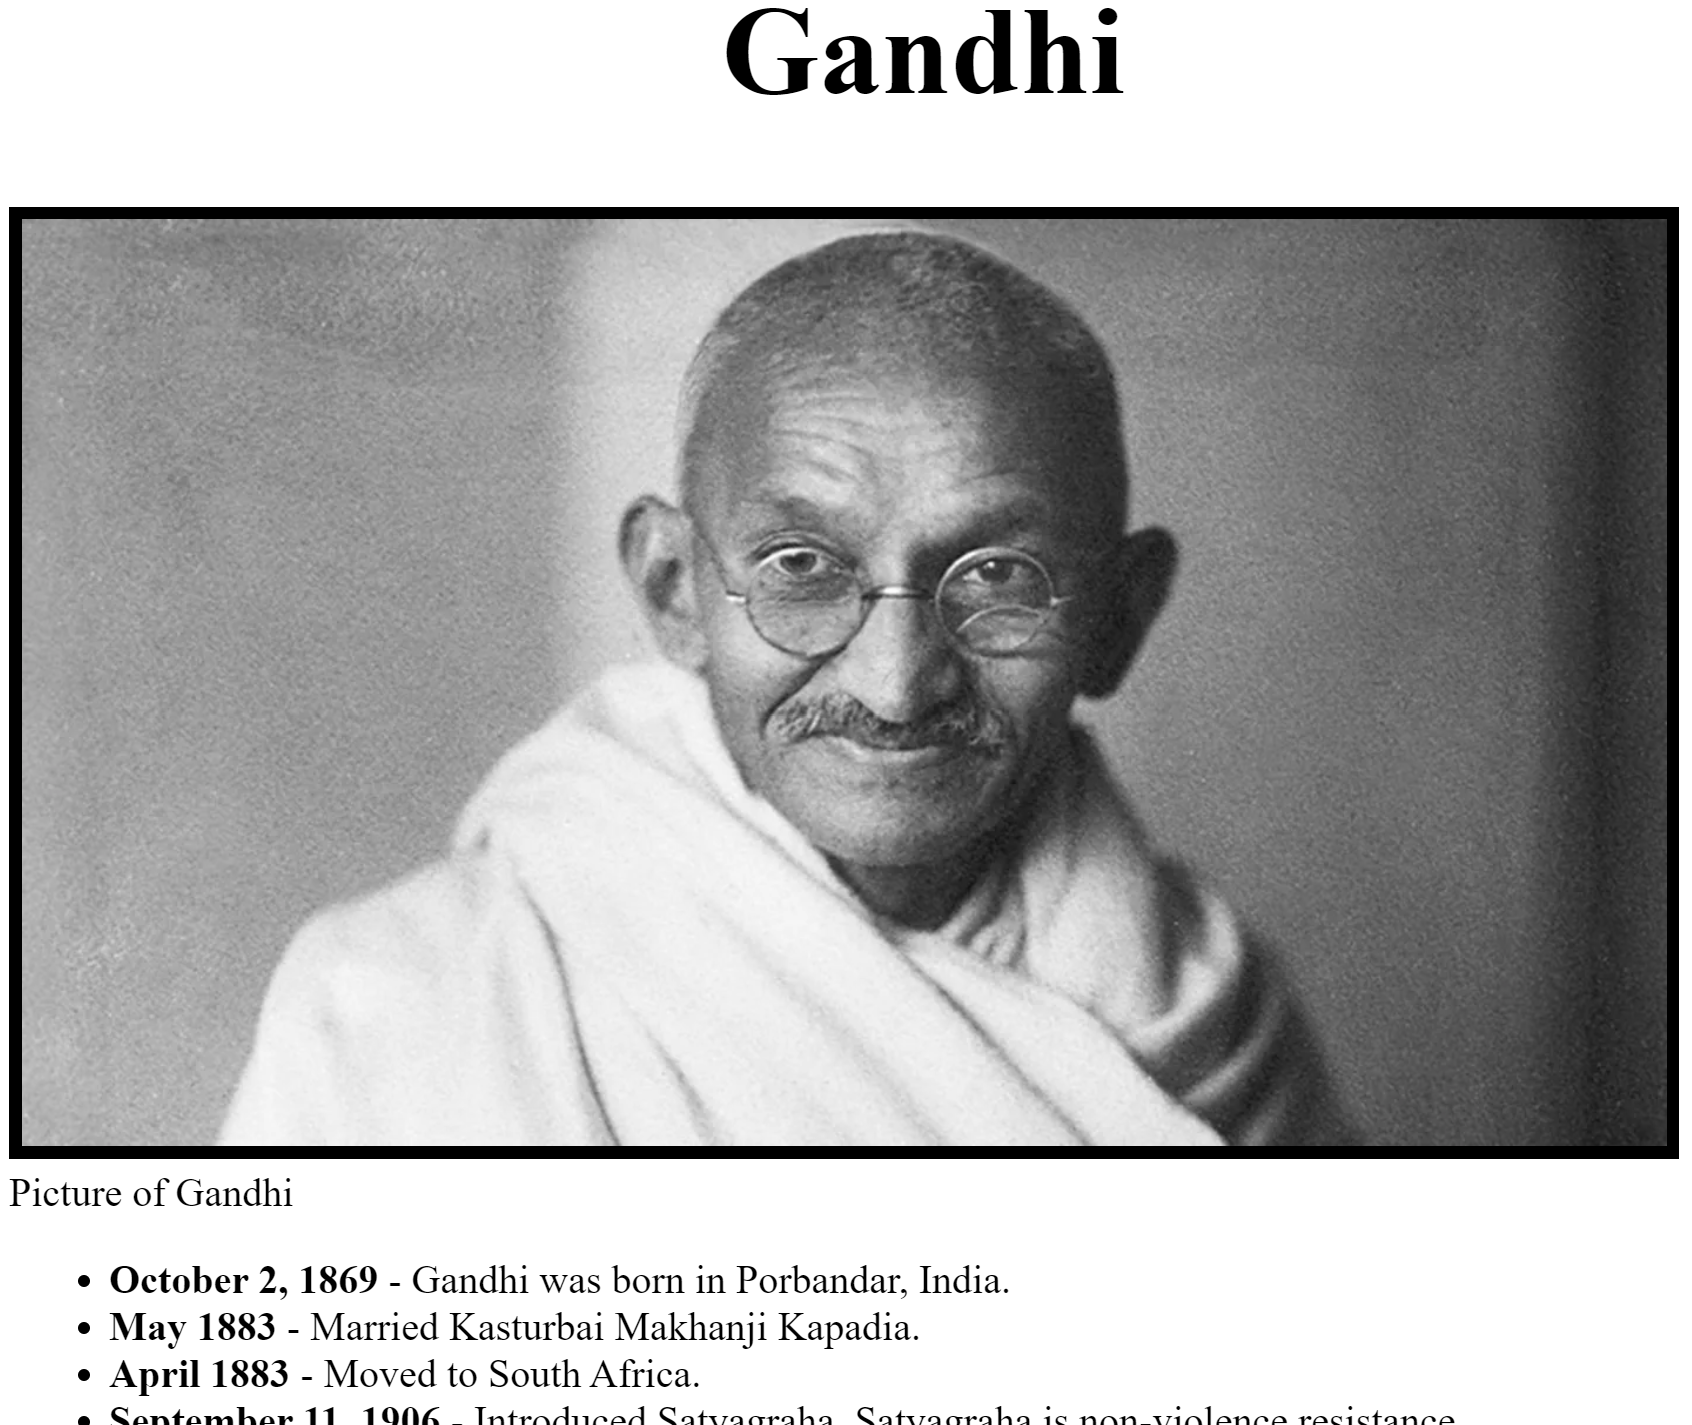 Gandhi
Picture of Gandhi
• October 2, 1869 - Gandhi was born in Porbandar, India.
• May 1883 - Married Kasturbai Makhanji Kapadia.
• April 1883 - Moved to South Africa.
• September 11, 1906 - Introduced Satyagraha. Satyagraha is non-violence resistance